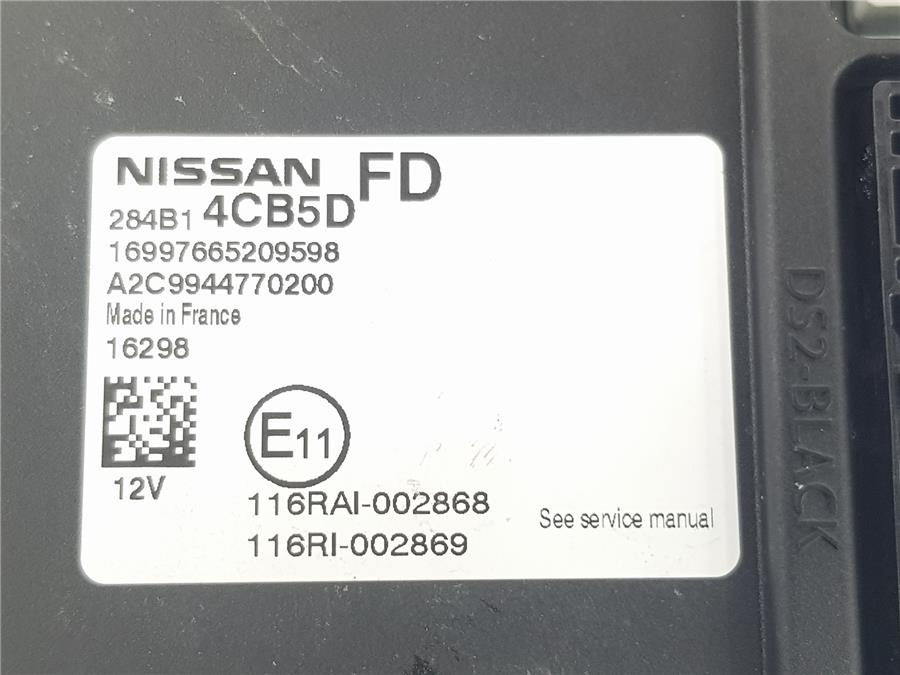 NISSAN FD
284B1 4CB5D
16997665209598
A2C9944770200
Made in France
16298
E11
12V
116RAI-002868
116RI-002869
See service manual
DS2-BLACK